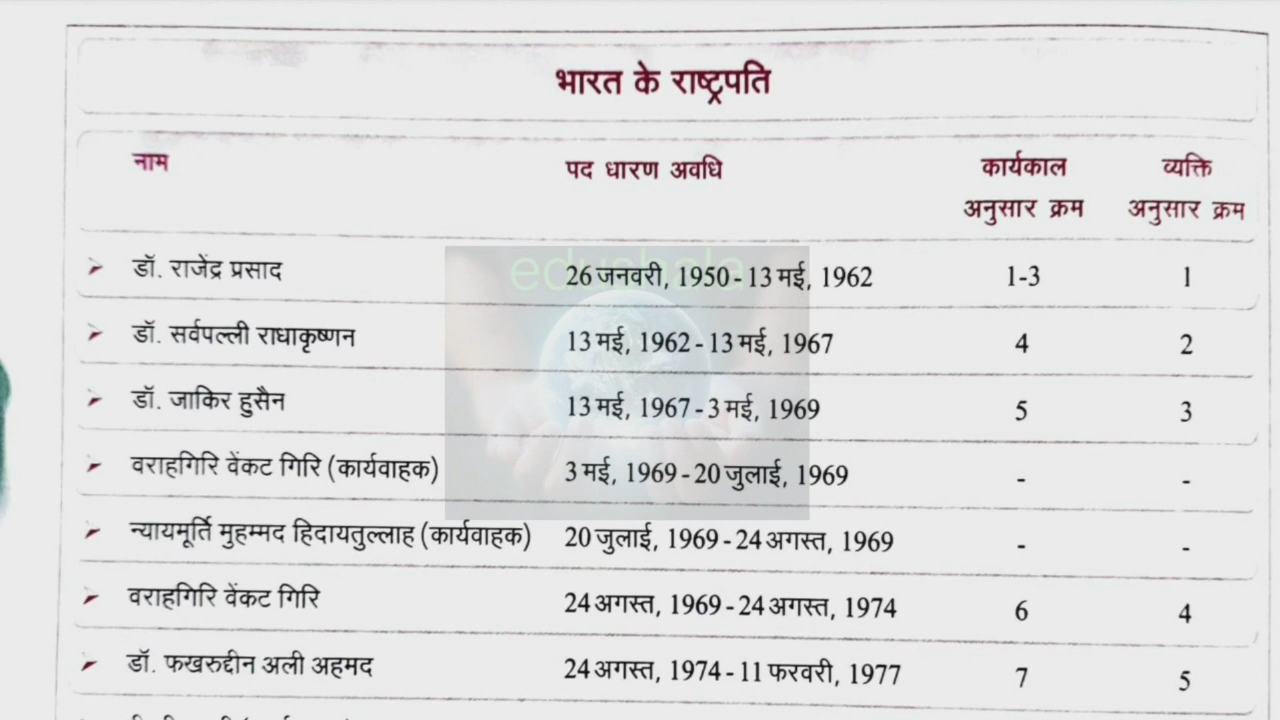 भारत के राष्ट्रपति
नाम पद धारण अवधि कार्यकाल अनुसार क्रम व्यक्ति अनुसार क्रम
edushala
डॉ. राजेंद्र प्रसाद 26 जनवरी, 1950 - 13 मई, 1962 1-3 1
डॉ. सर्वपल्ली राधाकृष्णन 13 मई, 1962 - 13 मई, 1967 4 2
डॉ. जाकिर हुसैन 13 मई, 1967 - 3 मई, 1969 5 3
वराहगिरि वेंकट गिरि (कार्यवाहक) 3 मई, 1969 - 20 जुलाई, 1969 - -
न्यायमूर्ति मुहम्मद हिदायतुल्लाह (कार्यवाहक) 20 जुलाई, 1969 - 24 अगस्त, 1969 - -
वराहगिरि वेंकट गिरि 24 अगस्त, 1969 - 24 अगस्त, 1974 6 4
डॉ. फखरुद्दीन अली अहमद 24 अगस्त, 1974 - 11 फरवरी, 1977 7 5